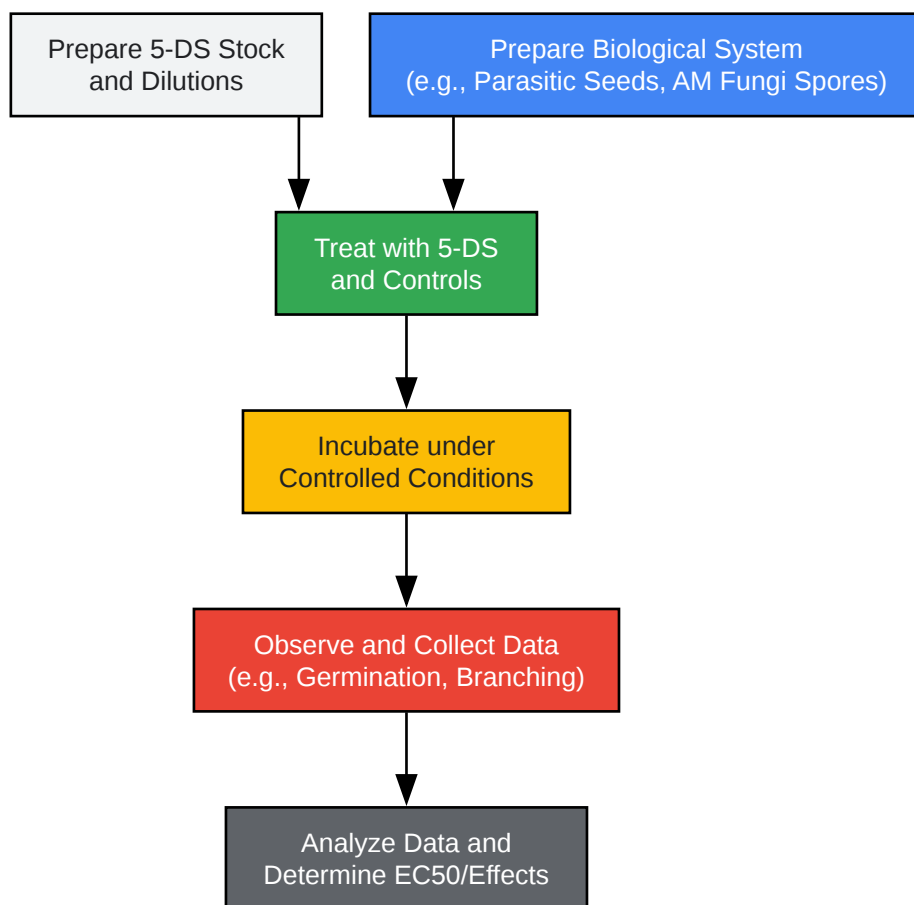 Prepare 5-DS Stock
and Dilutions
Prepare Biological System
(e.g., Parasitic Seeds, AM Fungi Spores)
Treat with 5-DS
and Controls
Incubate under
Controlled Conditions
Observe and Collect Data
(e.g., Germination, Branching)
Analyze Data and
Determine EC50/Effects